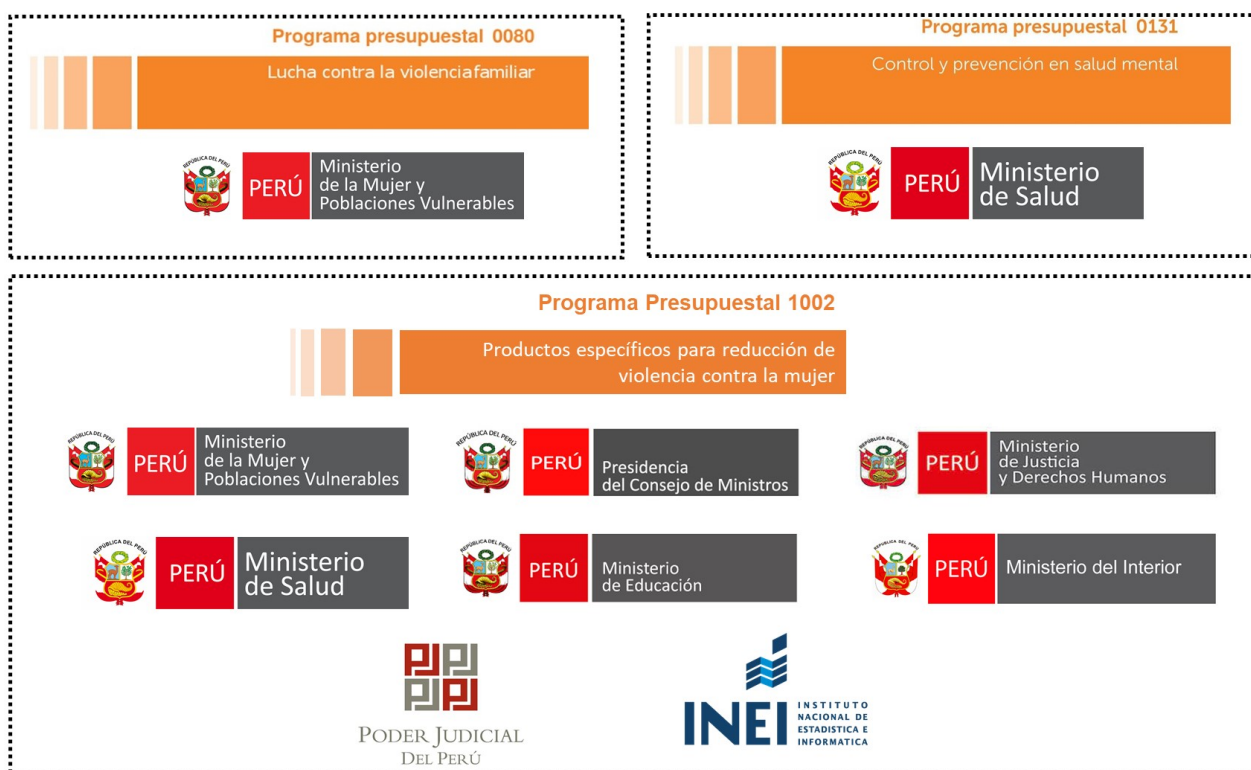 Programa presupuestal 0080
Lucha contra la violenciafamiliar
REPÚBLICA DEL PERÚ
PERÚ
Ministerio
de la Mujer y
Poblaciones Vulnerables
Programa presupuestal 0131
Control y prevención en salud mental
REPÚBLICA DEL PERÚ
PERÚ
Ministerio
de Salud
Programa Presupuestal 1002
Productos específicos para reducción de
violencia contra la mujer
REPÚBLICA DEL PERÚ
PERÚ
Ministerio
de la Mujer y
Poblaciones Vulnerables
REPÚBLICA DEL PERÚ
PERÚ
Presidencia
del Consejo de Ministros
REPÚBLICA DEL PERÚ
PERÚ
Ministerio
de Justicia
y Derechos Humanos
REPÚBLICA DEL PERÚ
PERÚ
Ministerio
de Salud
REPÚBLICA DEL PERÚ
PERÚ
Ministerio
de Educación
REPÚBLICA DEL PERÚ
PERÚ
Ministerio del Interior
PODER JUDICIAL
DEL PERÚ
INEI
INSTITUTO
NACIONAL DE
ESTADISTICA E
INFORMATICA